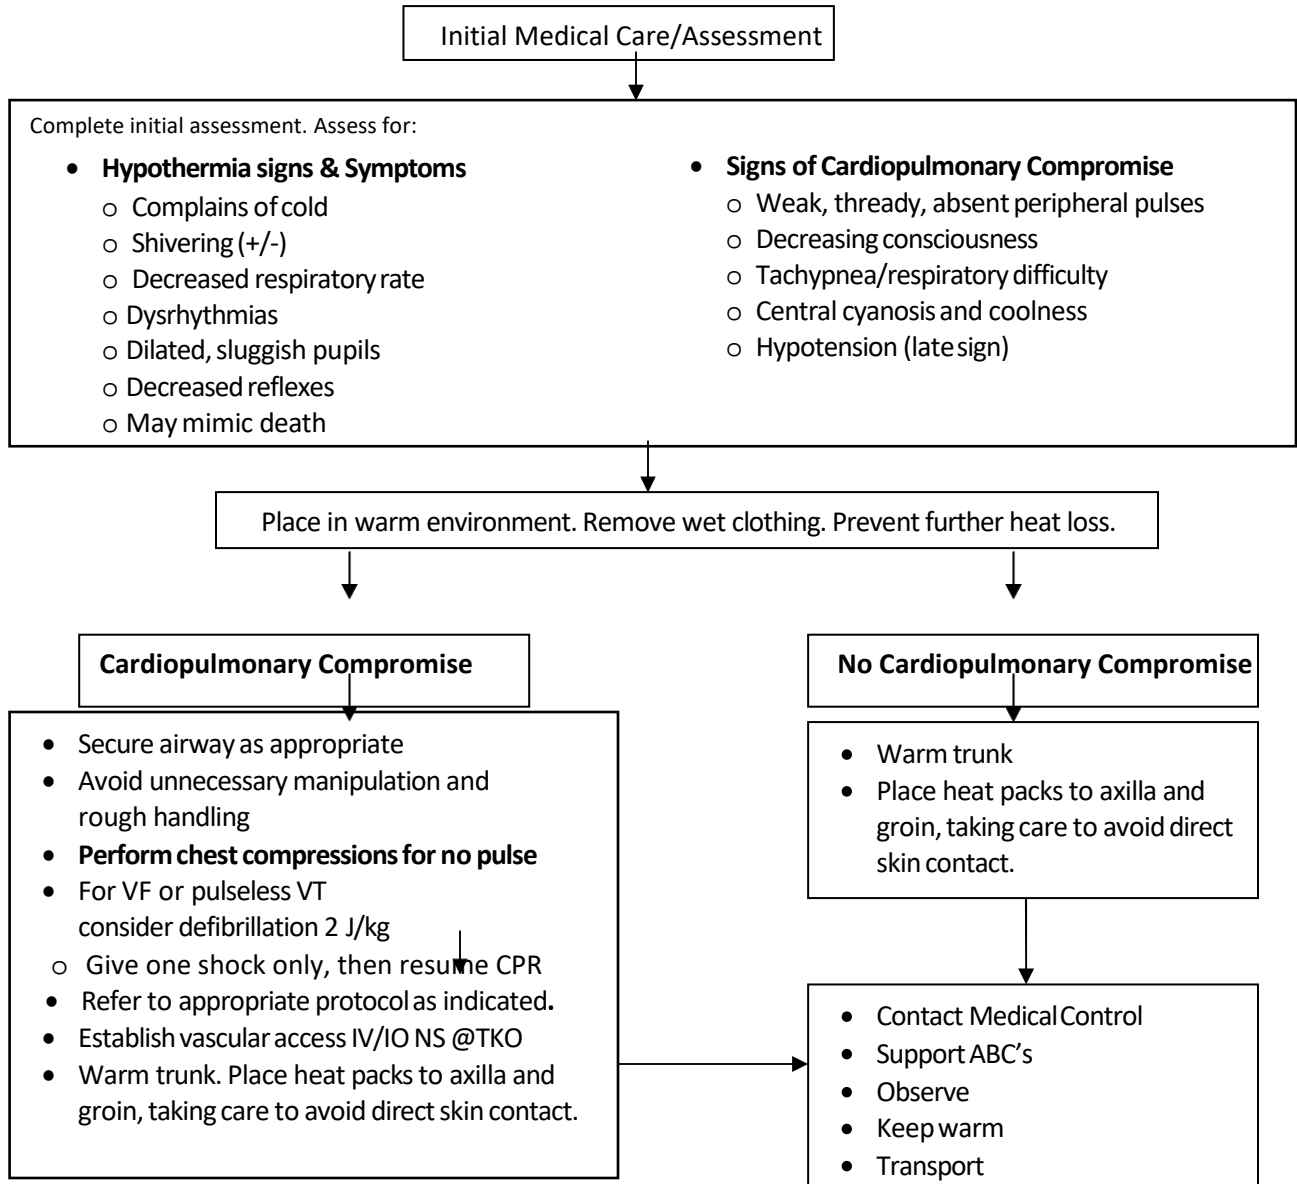 Initial Medical Care/Assessment
Complete initial assessment. Assess for:
• Hypothermia signs & Symptoms
o Complains of cold
o Shivering (+/-)
o Decreased respiratory rate
o Dysrhythmias
o Dilated, sluggish pupils
o Decreased reflexes
o May mimic death
• Signs of Cardiopulmonary Compromise
o Weak, thready, absent peripheral pulses
o Decreasing consciousness
o Tachypnea/respiratory difficulty
o Central cyanosis and coolness
o Hypotension (late sign)
Place in warm environment. Remove wet clothing. Prevent further heat loss.
Cardiopulmonary Compromise
• Secure airway as appropriate
• Avoid unnecessary manipulation and
rough handling
• Perform chest compressions for no pulse
• For VF or pulseless VT
consider defibrillation 2 J/kg
o Give one shock only, then resume CPR
• Refer to appropriate protocol as indicated.
• Establish vascular access IV/IO NS @TKO
• Warm trunk. Place heat packs to axilla and
groin, taking care to avoid direct skin contact.
No Cardiopulmonary Compromise
• Warm trunk
• Place heat packs to axilla and
groin, taking care to avoid direct
skin contact.
• Contact Medical Control
• Support ABC's
• Observe
• Keep warm
• Transport